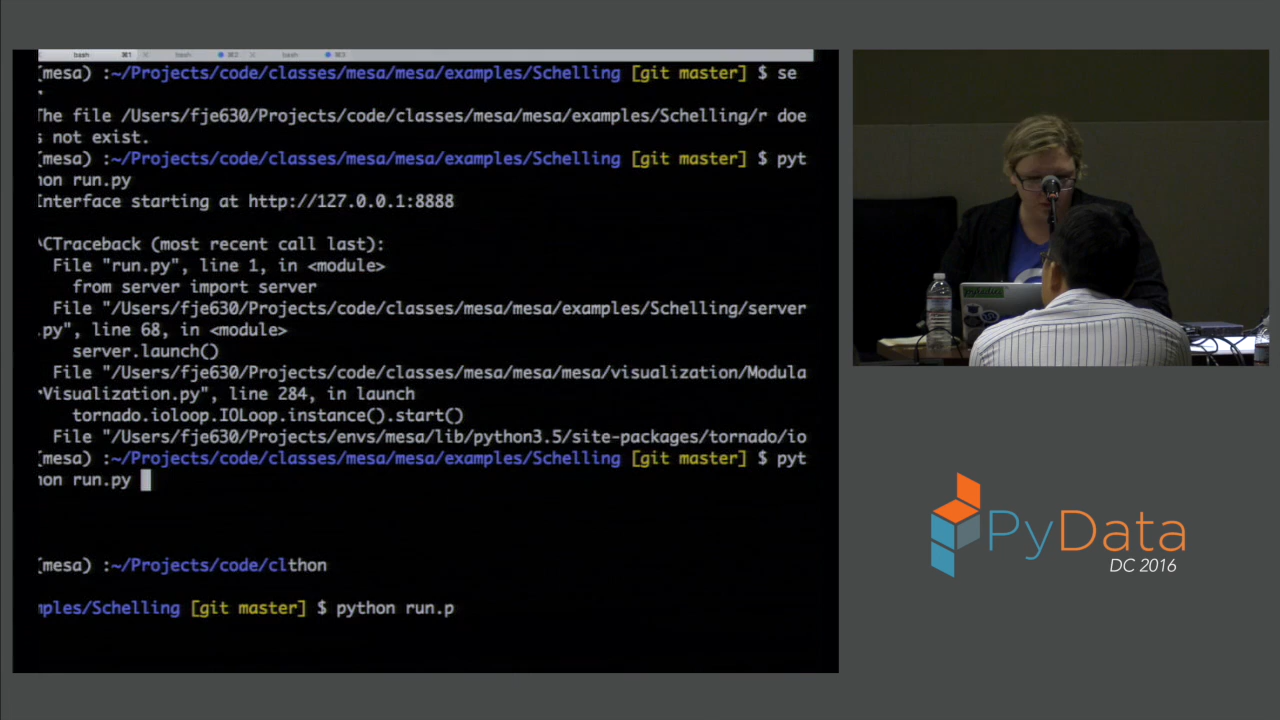 bash ⌘1 bash ⌘2 bash ⌘3
(mesa) :~/Projects/code/classes/mesa/mesa/examples/Schelling [git master] $ se
The file /Users/fje630/Projects/code/classes/mesa/mesa/examples/Schelling/r doe
s not exist.
(mesa) :~/Projects/code/classes/mesa/mesa/examples/Schelling [git master] $ pyt
hon run.py
Interface starting at http://127.0.0.1:8888
^CTraceback (most recent call last):
File "run.py", line 1, in <module>
from server import server
File "/Users/fje630/Projects/code/classes/mesa/mesa/examples/Schelling/server
.py", line 68, in <module>
server.launch()
File "/Users/fje630/Projects/code/classes/mesa/mesa/mesa/visualization/Modula
rVisualization.py", line 284, in launch
tornado.ioloop.IOLoop.instance().start()
File "/Users/fje630/Projects/envs/mesa/lib/python3.5/site-packages/tornado/io
(mesa) :~/Projects/code/classes/mesa/mesa/examples/Schelling [git master] $ pyt
hon run.py
(mesa) :~/Projects/code/clthon
mples/Schelling [git master] $ python run.p
PyData
DC 2016